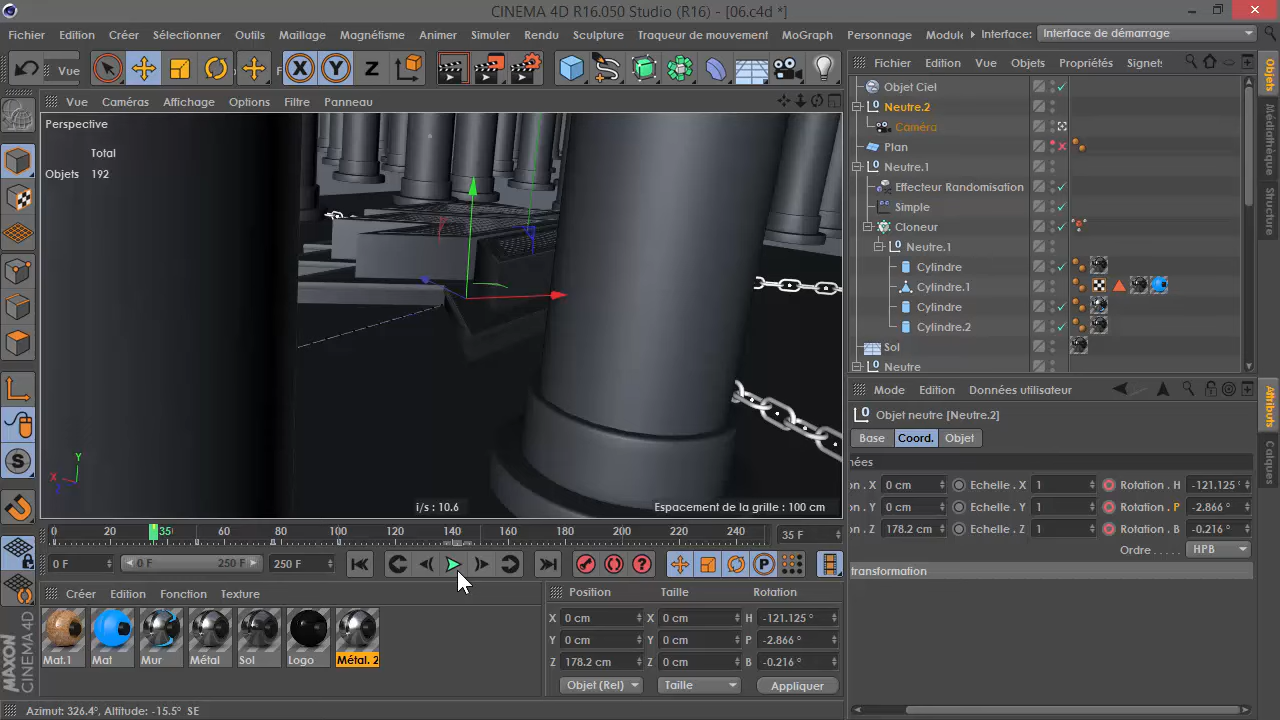 CINEMA 4D R16.050 Studio (R16) - [06.c4d *]
Fichier Edition Créer Sélectionner Outils Maillage Magnétisme Animer Simuler Rendu Sculpture Traqueur de mouvement Personnage MoGraph Module Interface: Interface de démarrage
Vue X Y Z
Fichier Edition Vue Objets Propriétés Signets
Vue Caméras Affichage Options Filtre Panneau
Perspective
Total
Objets 192
Objet Ciel
Neutre.2
Caméra
Plan
Neutre.1
Effecteur Randomisation
Simple
Cloneur
Neutre.1
Cylindre
Cylindre.1
Cylindre
Cylindre.2
Sol
Neutre
Objets
Médiathèque
Structure
Mode Edition Données utilisateur
Objet neutre [Neutre.2]
Base Coord. Objet
nées
on . X 0 cm Echelle . X 1 Rotation . H -121.125 °
on . Y 0 cm Echelle . Y 1 Rotation . P -2.866 °
on . Z 178.2 cm Echelle . Z 1 Rotation . B -0.216 °
Ordre HPB
transformation
Attributs
Calques
i/s : 10.6 Espacement de la grille : 100 cm
0 20 35 60 80 100 120 140 160 180 200 220 240 35 F
0 F 0 F 250 F 250 F
Créer Edition Fonction Texture
Mat.1 Mat Mur Métal Sol Logo Métal. 2
Position Taille Rotation
X 0 cm X 0 cm H -121.125 °
Y 0 cm Y 0 cm P -2.866 °
Z 178.2 cm Z 0 cm B -0.216 °
Objet (Rel) Taille Appliquer
MAXON CINEMA 4D
Azimut: 326.4°, Altitude: -15.5° SE